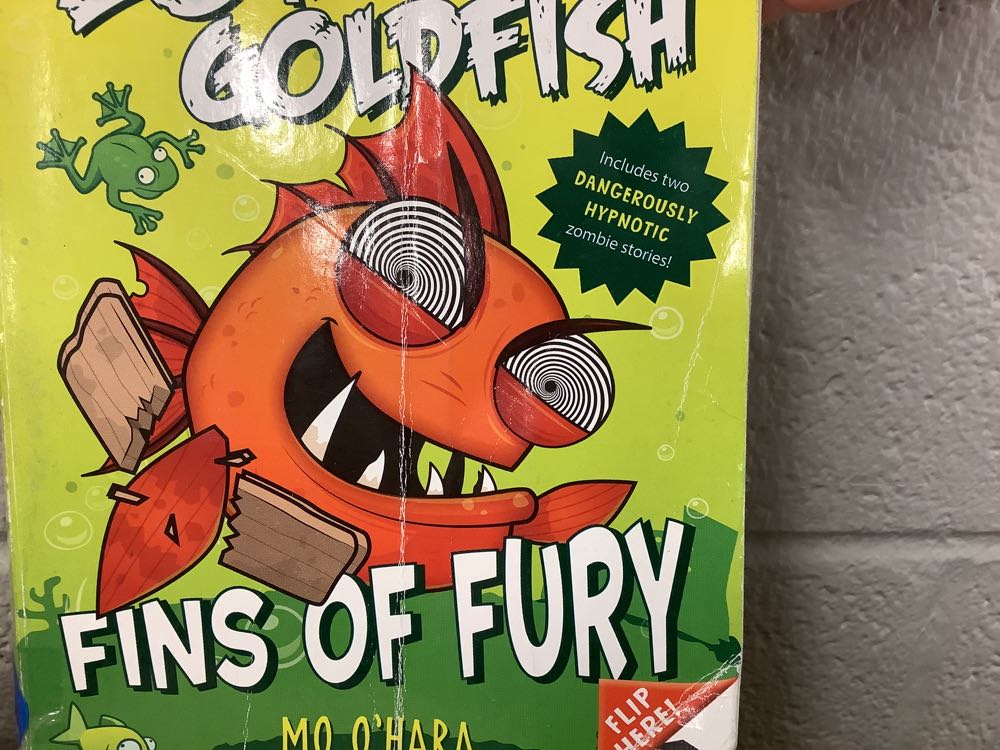 GOLDFISH
Includes two
DANGEROUSLY
HYPNOTIC
zombie stories!
FINS OF FURY
MO O'HARA
FLIP
HERE!